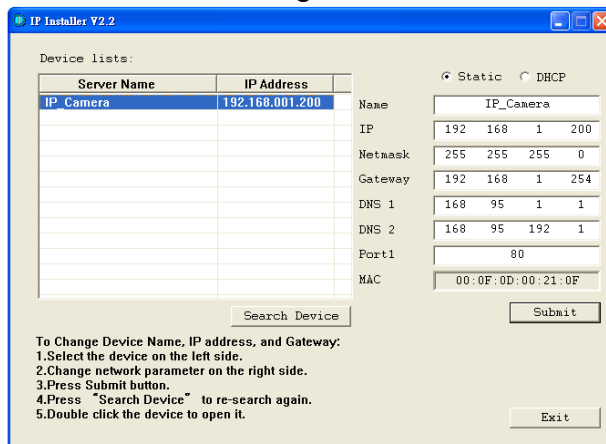 IP Installer V2.2
Device lists:
Server Name IP Address
IP_Camera 192.168.001.200
Static DHCP
Name IP_Camera
IP 192 168 1 200
Netmask 255 255 255 0
Gateway 192 168 1 254
DNS 1 168 95 1 1
DNS 2 168 95 192 1
Port1 80
MAC 00:0F:0D:00:21:0F
Search Device
Submit
To Change Device Name, IP address, and Gateway:
1.Select the device on the left side.
2.Change network parameter on the right side.
3.Press Submit button.
4.Press “Search Device” to re-search again.
5.Double click the device to open it.
Exit